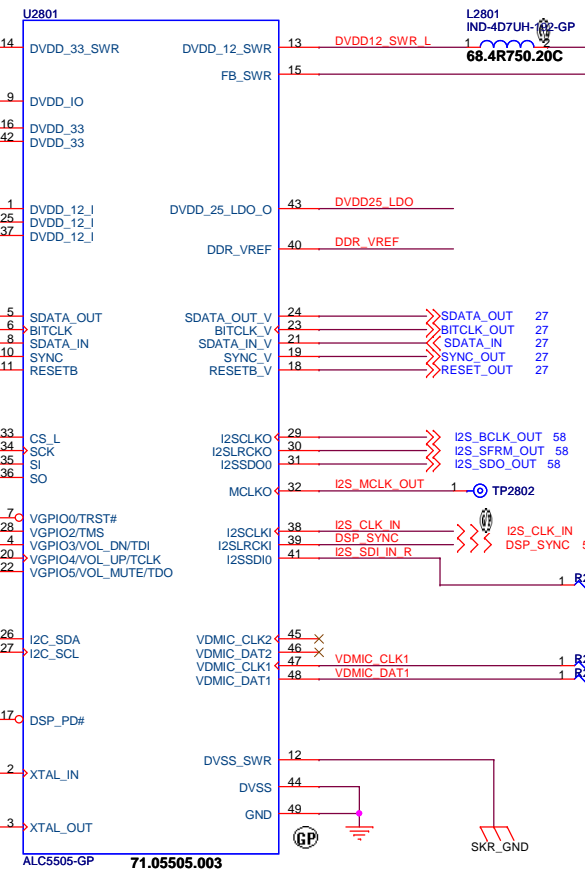 U2801
L2801
IND-4D7UH-
2-GP
14 DVDD_33_SWR DVDD_12_SWR 13 DVDD12_SWR_L 1 2
68.4R750.20C
FB_SWR 15
9 DVDD_IO
16 DVDD_33
42 DVDD_33
1 DVDD_12_I DVDD_25_LDO_O 43 DVDD25_LDO
25 DVDD_12_I
37 DVDD_12_I
DDR_VREF 40 DDR_VREF
5 SDATA_OUT SDATA_OUT_V 24 SDATA_OUT 27
6 BITCLK BITCLK_V 23 BITCLK_OUT 27
8 SDATA_IN SDATA_IN_V 21 SDATA_IN 27
10 SYNC SYNC_V 19 SYNC_OUT 27
11 RESETB RESETB_V 18 RESET_OUT 27
33 CS_L I2SCLKO 29 I2S_BCLK_OUT 58
34 SCK I2SLRCKO 30 I2S_SFRM_OUT 58
35 SI I2SSDO0 31 I2S_SDO_OUT 58
36 SO
MCLKO 32 I2S_MCLK_OUT 1 TP2802
7 VGPIO0/TRST#
28 VGPIO2/TMS I2SCLKI 38 I2S_CLK_IN I2S_CLK_IN
4 VGPIO3/VOL_DN/TDI I2SLRCKI 39 DSP_SYNC DSP_SYNC
20 VGPIO4/VOL_UP/TCLK I2SSDI0 41 I2S_SDI_IN_R
22 VGPIO5/VOL_MUTE/TDO 1
26 I2C_SDA VDMIC_CLK2 45
27 I2C_SCL VDMIC_DAT2 46
VDMIC_CLK1 47 VDMIC_CLK1 1
VDMIC_DAT1 48 VDMIC_DAT1 1
17 DSP_PD#
DVSS_SWR 12
2 XTAL_IN
DVSS 44
GND 49
3 XTAL_OUT
GP
SKR_GND
ALC5505-GP 71.05505.003